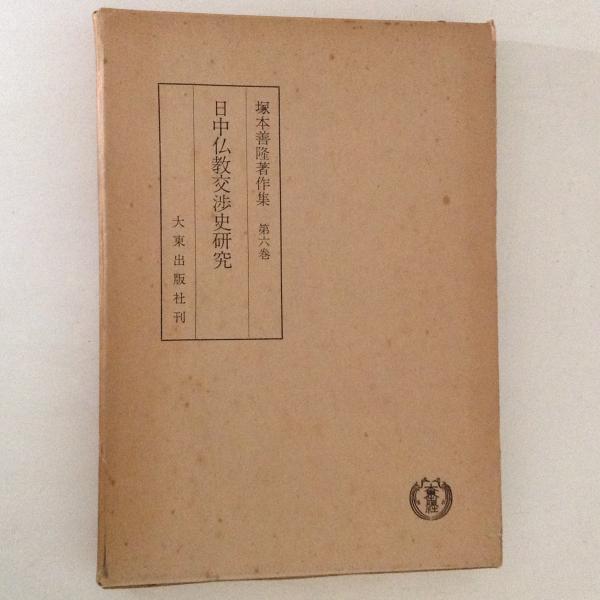 塚本善隆著作集 第六巻
日中仏教交渉史研究
大東出版社刊